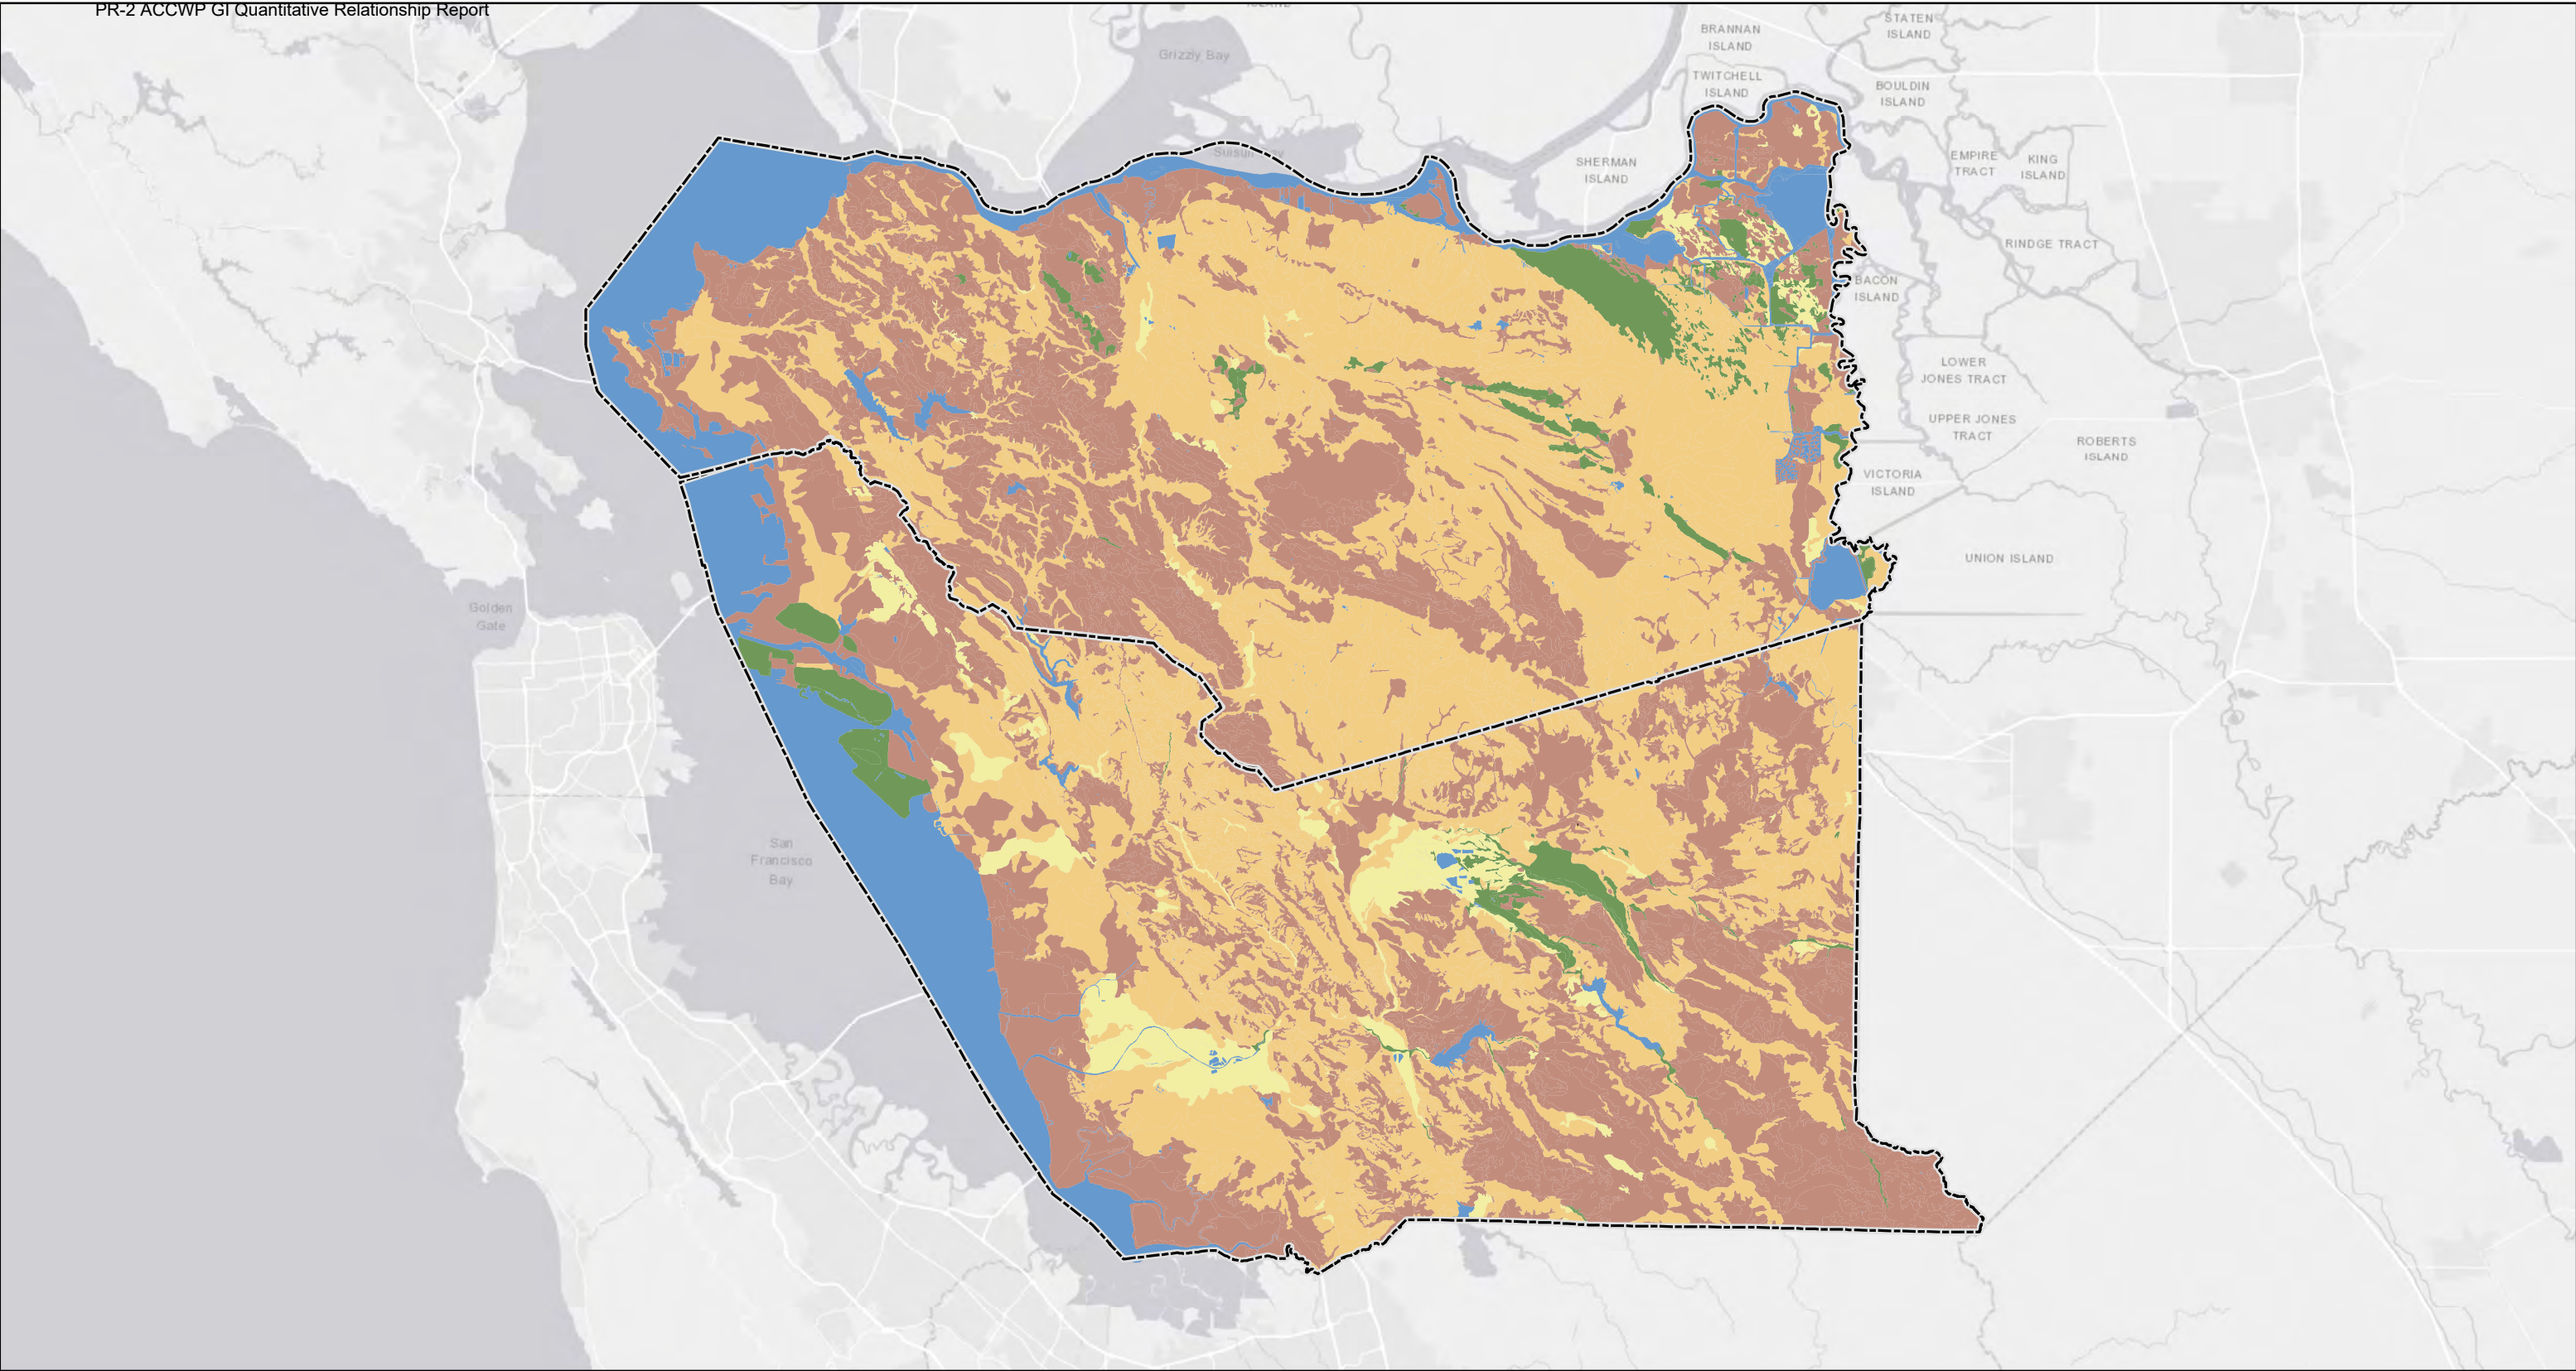 PR-2 ACCWP GI Quantitative Relationship Report
Grizzly Bay
BRANNAN
ISLAND
STATEN
ISLAND
TWITCHELL
ISLAND
BOULDIN
ISLAND
SHERMAN
ISLAND
EMPIRE
TRACT
KING
ISLAND
RINDGE TRACT
BACON
ISLAND
LOWER
JONES TRACT
UPPER JONES
TRACT
ROBERTS
ISLAND
VICTORIA
ISLAND
UNION ISLAND
Golden
Gate
San
Francisco
Bay